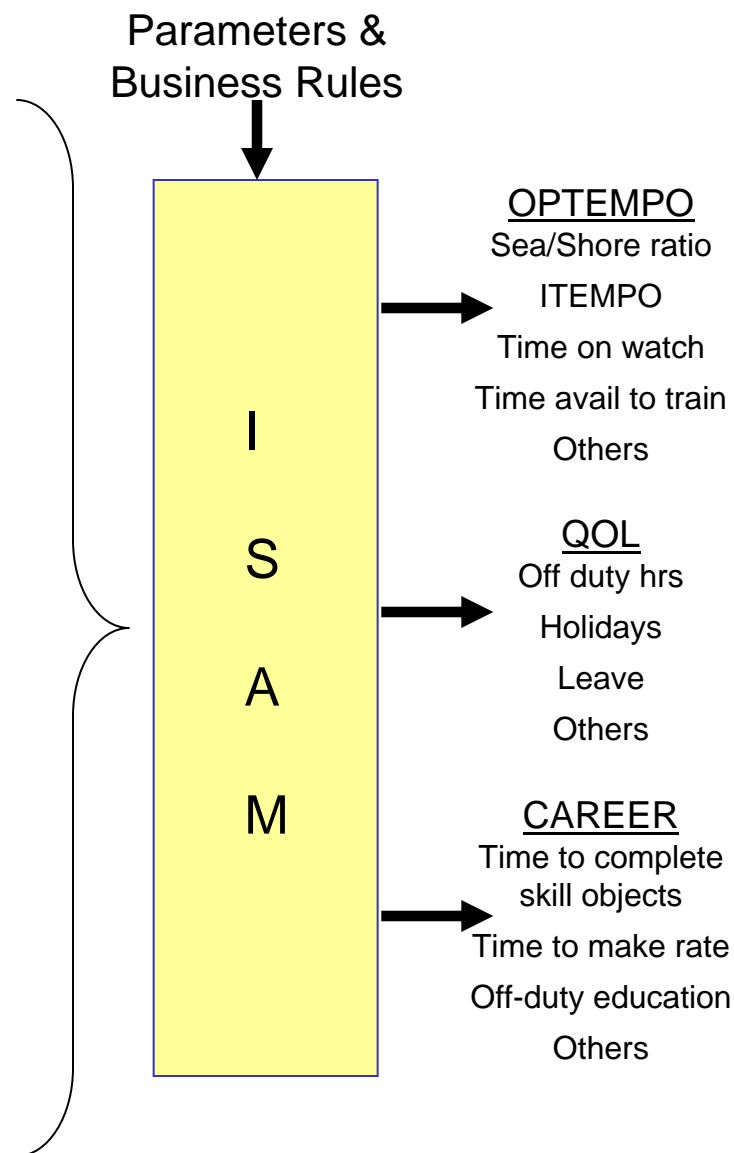 Parameters &
Business Rules
I
S
A
M
OPTEMPO
Sea/Shore ratio
ITEMPO
Time on watch
Time avail to train
Others
QOL
Off duty hrs
Holidays
Leave
Others
CAREER
Time to complete
skill objects
Time to make rate
Off-duty education
Others